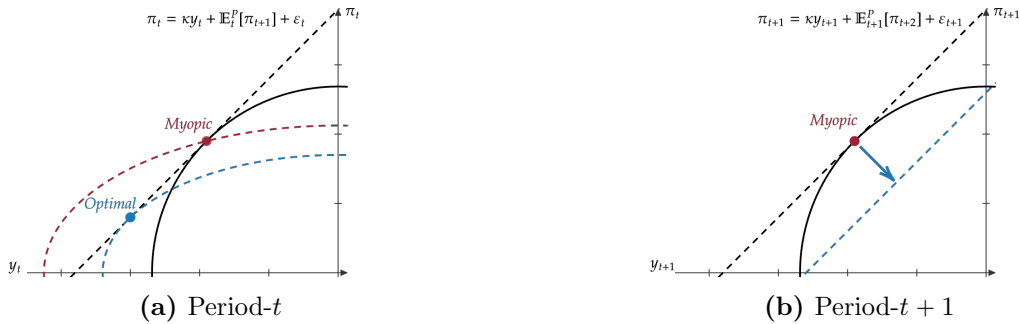 π_t = κy_t + 𝔼_t^P[π_{t+1}] + ε_t
π_t
Myopic
Optimal
y_t
(a) Period-t
π_{t+1} = κy_{t+1} + 𝔼_{t+1}^P[π_{t+2}] + ε_{t+1}
π_{t+1}
Myopic
y_{t+1}
(b) Period-t + 1